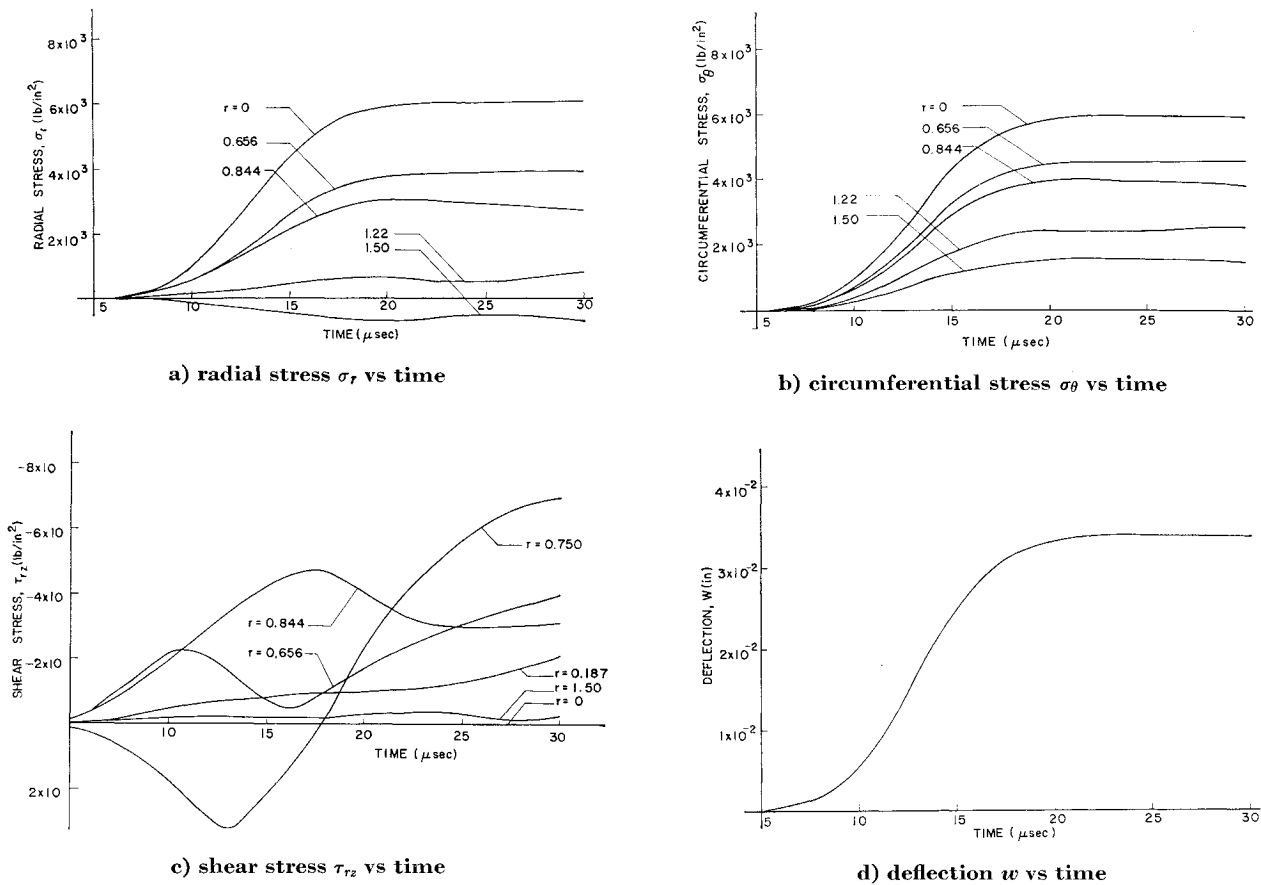 RADIAL STRESS, σr (lb/in²)
8x10³
6x10³
4x10³
2x10³
r=0
0.656
0.844
1.22
1.50
5 10 15 20 25 30
TIME (μsec)
a) radial stress σr vs time
CIRCUMFERENTIAL STRESS, σθ (lb/in²)
8x10³
6x10³
4x10³
2x10³
r=0
0.656
0.844
1.22
1.50
5 10 15 20 25 30
TIME (μsec)
b) circumferential stress σθ vs time
SHEAR STRESS, τrz (lb/in²)
-8x10
-6x10
-4x10
-2x10
2x10
r=0.750
r=0.844
r=0.656
r=0.187
r=1.50
r=0
10 15 20 25 30
TIME (μsec)
c) shear stress τrz vs time
DEFLECTION, W(in)
4x10⁻²
3x10⁻²
2x10⁻²
1x10⁻²
5 10 15 20 25 30
TIME (μsec)
d) deflection w vs time